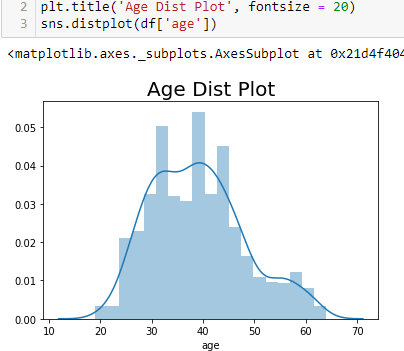 2 plt.title('Age Dist Plot', fontsize = 20)
3 sns.distplot(df['age'])
<matplotlib.axes._subplots.AxesSubplot at 0x21d4f404
Age Dist Plot
0.05
0.04
0.03
0.02
0.01
0.00
10 20 30 40 50 60 70
age